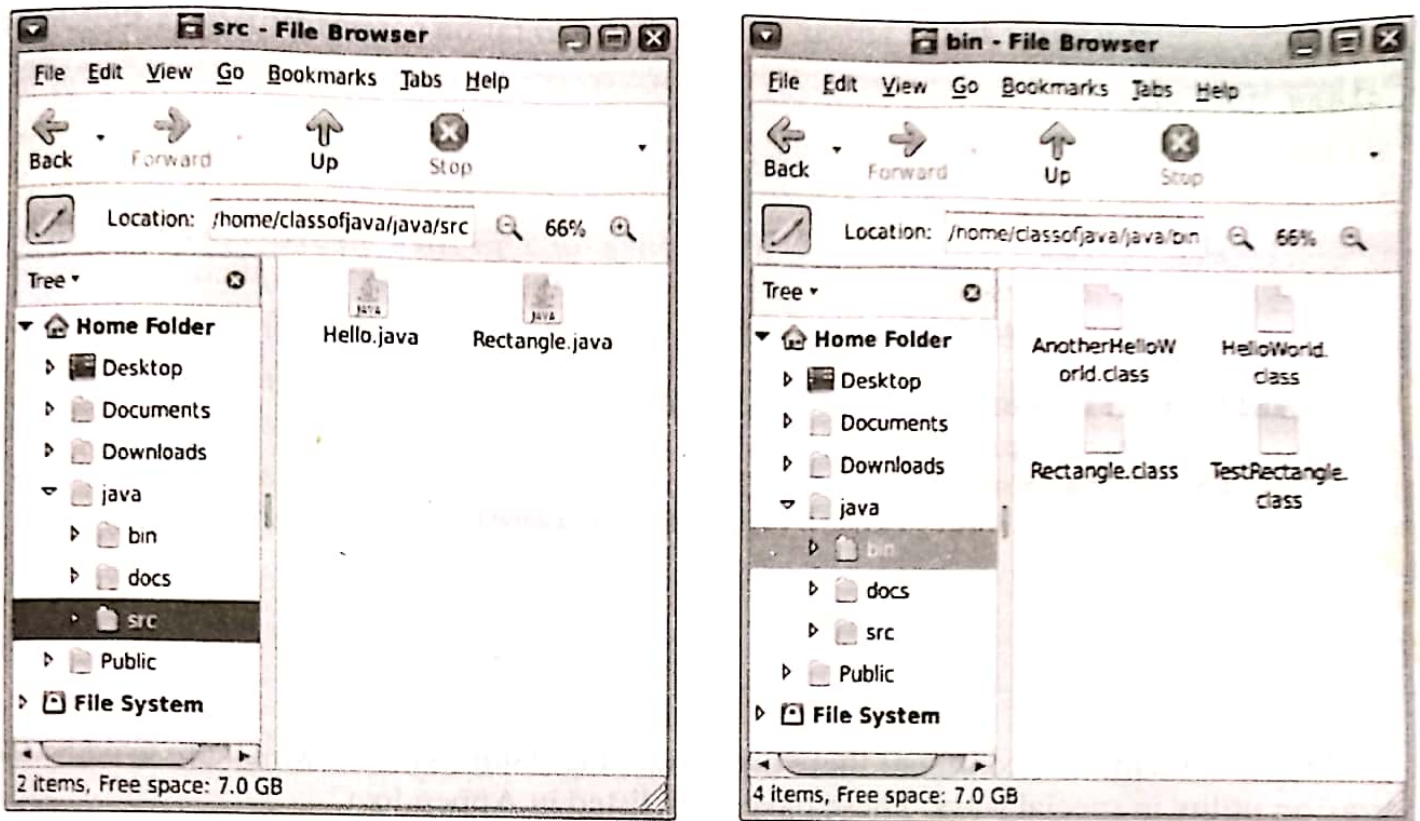 src - File Browser
File Edit View Go Bookmarks Tabs Help
Back Forward Up Stop
Location: /home/classofjava/java/src 66%
Tree
Home Folder
Desktop
Documents
Downloads
java
bin
docs
src
Public
File System
JAVA
Hello.java
JAVA
Rectangle.java
2 items, Free space: 7.0 GB
bin - File Browser
File Edit View Go Bookmarks Tabs Help
Back Forward Up Stop
Location: /home/classofjava/java/bin 66%
Tree
Home Folder
Desktop
Documents
Downloads
java
bin
docs
src
Public
File System
AnotherHelloW
orld.class
HelloWorld.
class
Rectangle.class
TestRectangle.
class
4 items, Free space: 7.0 GB